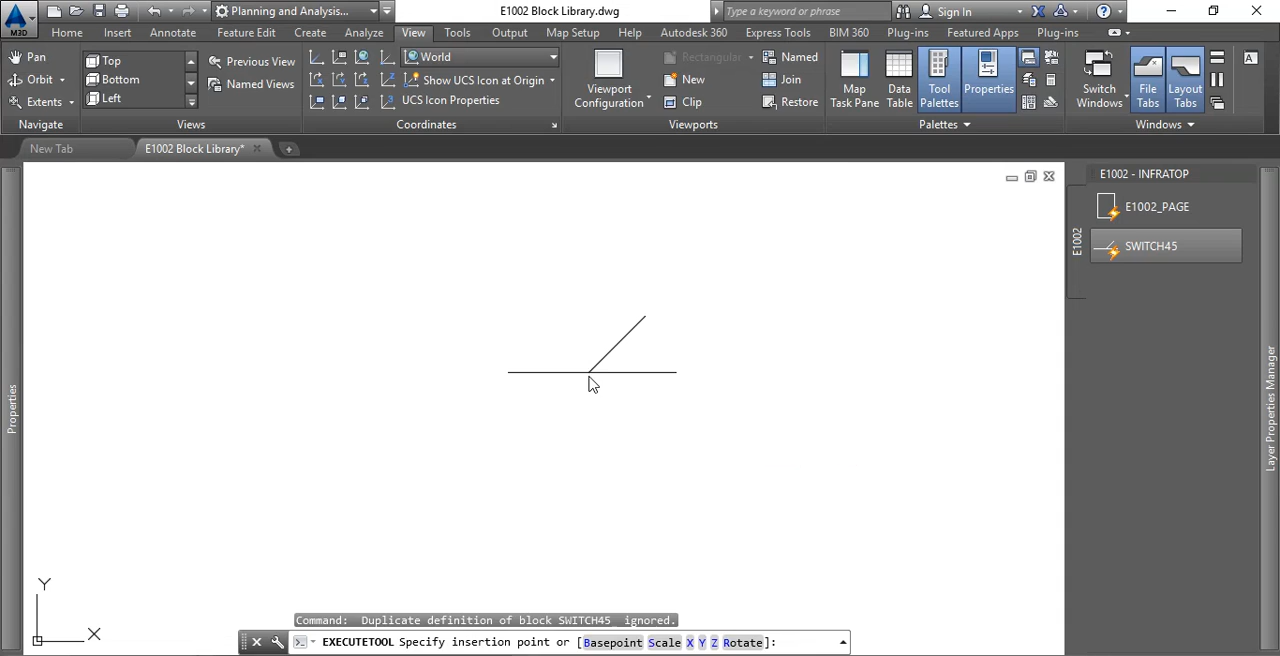 Planning and Analysis...
E1002 Block Library.dwg
Type a keyword or phrase
Sign In
M3D
Home Insert Annotate View Feature Edit Create Analyze View Tools Output Map Setup Help Autodesk 360 Express Tools BIM 360 Plug-ins Featured Apps Plug-ins
Pan
Orbit
Extents
Navigate
Top
Bottom
Left
Previous View
Named Views
Views
World
Show UCS Icon at Origin
UCS Icon Properties
Coordinates
Viewport
Configuration
Rectangular
New
Clip
Named
Join
Restore
Viewports
Map
Task Pane
Data
Table
Tool
Palettes
Properties
Palettes
Switch
Windows
File
Tabs
Layout
Tabs
Windows
A
New Tab
E1002 Block Library*
Properties
E1002 - INFRATOP
E1002_PAGE
SWITCH45
E1002
Layer Properties Manager
Y
X
Command: Duplicate definition of block SWITCH45 ignored.
EXECUTETOOL Specify insertion point or [Basepoint Scale X Y Z Rotate]: